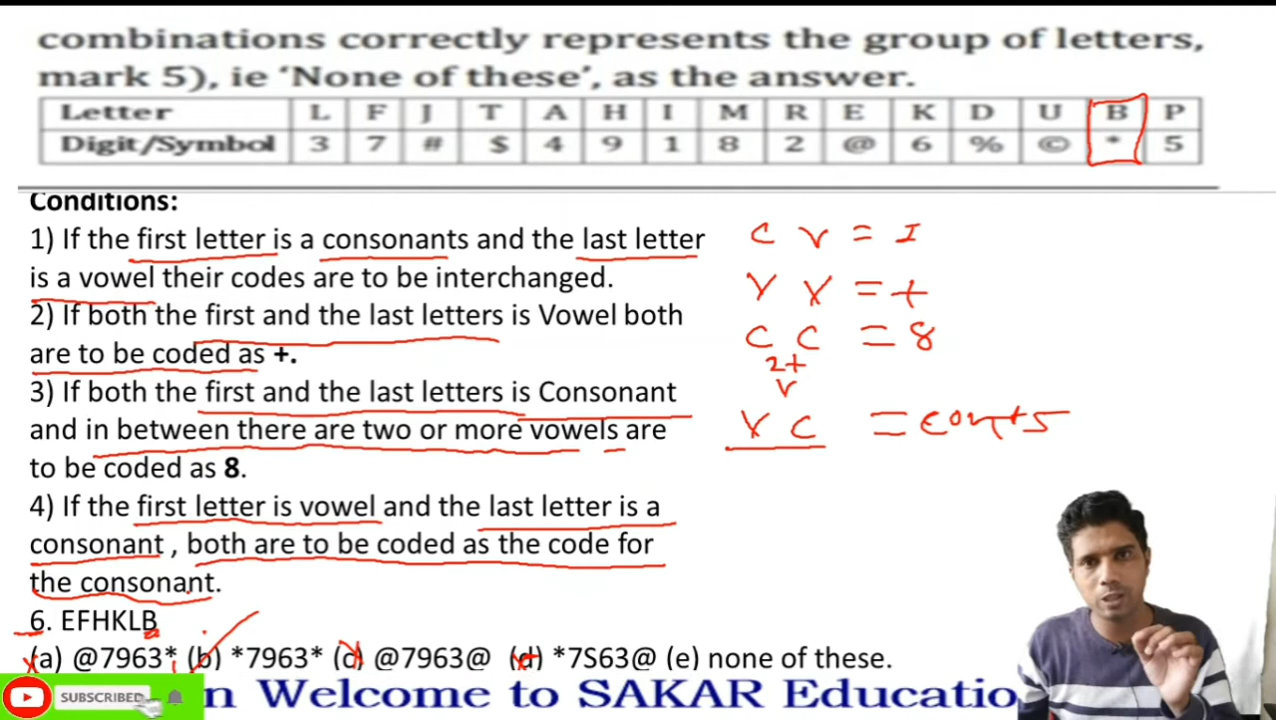 combinations correctly represents the group of letters,
mark 5), ie ‘None of these’, as the answer.
Letter L F J T A H I M R E K D U B P
Digit/Symbol 3 7 # $ 4 9 1 8 2 @ 6 % © * 5
Conditions:
1) If the first letter is a consonants and the last letter
is a vowel their codes are to be interchanged.
2) If both the first and the last letters is Vowel both
are to be coded as +.
3) If both the first and the last letters is Consonant
and in between there are two or more vowels are
to be coded as 8.
4) If the first letter is vowel and the last letter is a
consonant , both are to be coded as the code for
the consonant.
C V = I
V V = +
C C = 8
2+
V
V C = conts
6. EFHKLB
(a) @7963* (b) *7963* (c) @7963@ (d) *7S63@ (e) none of these.
SUBSCRIBED
n Welcome to SAKAR Educatio